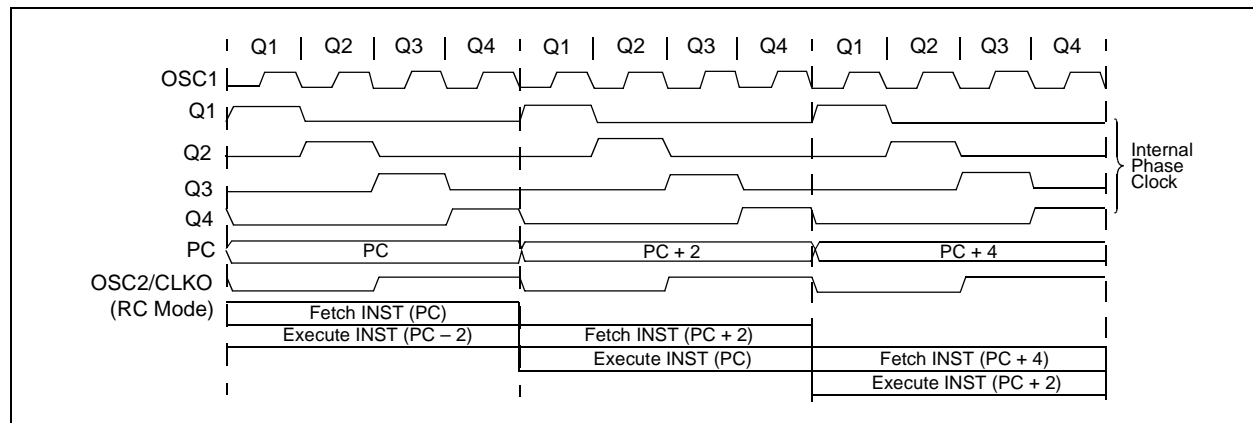 Q1 Q2 Q3 Q4 Q1 Q2 Q3 Q4 Q1 Q2 Q3 Q4
OSC1
Q1
Q2
Q3
Q4
Internal
Phase
Clock
PC PC PC + 2 PC + 4
OSC2/CLKO
(RC Mode)
Fetch INST (PC)
Execute INST (PC – 2) Fetch INST (PC + 2)
Execute INST (PC) Fetch INST (PC + 4)
Execute INST (PC + 2)